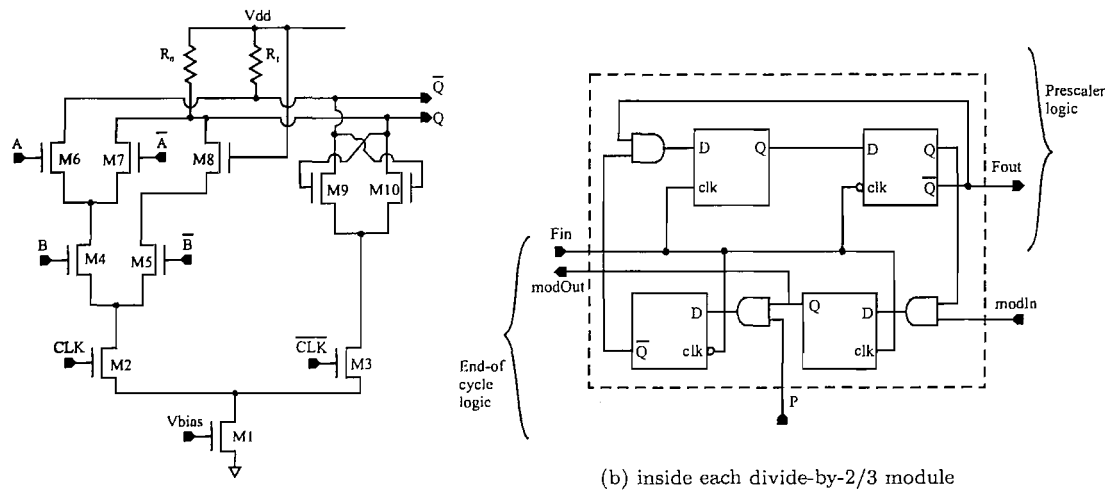 Vdd
R₀
R₁
Q̅
Q
A
M6
M7
A̅
M8
M9
M10
B
M4
M5
B̅
CLK
M2
C̅L̅K̅
M3
Vbias
M1
Prescaler
logic
D
Q
clk
D
Q
Q̅
clk
Fout
Fin
modOut
End-of
cycle
logic
D
Q̅
clk
Q
D
clk
modIn
P
(b) inside each divide-by-2/3 module